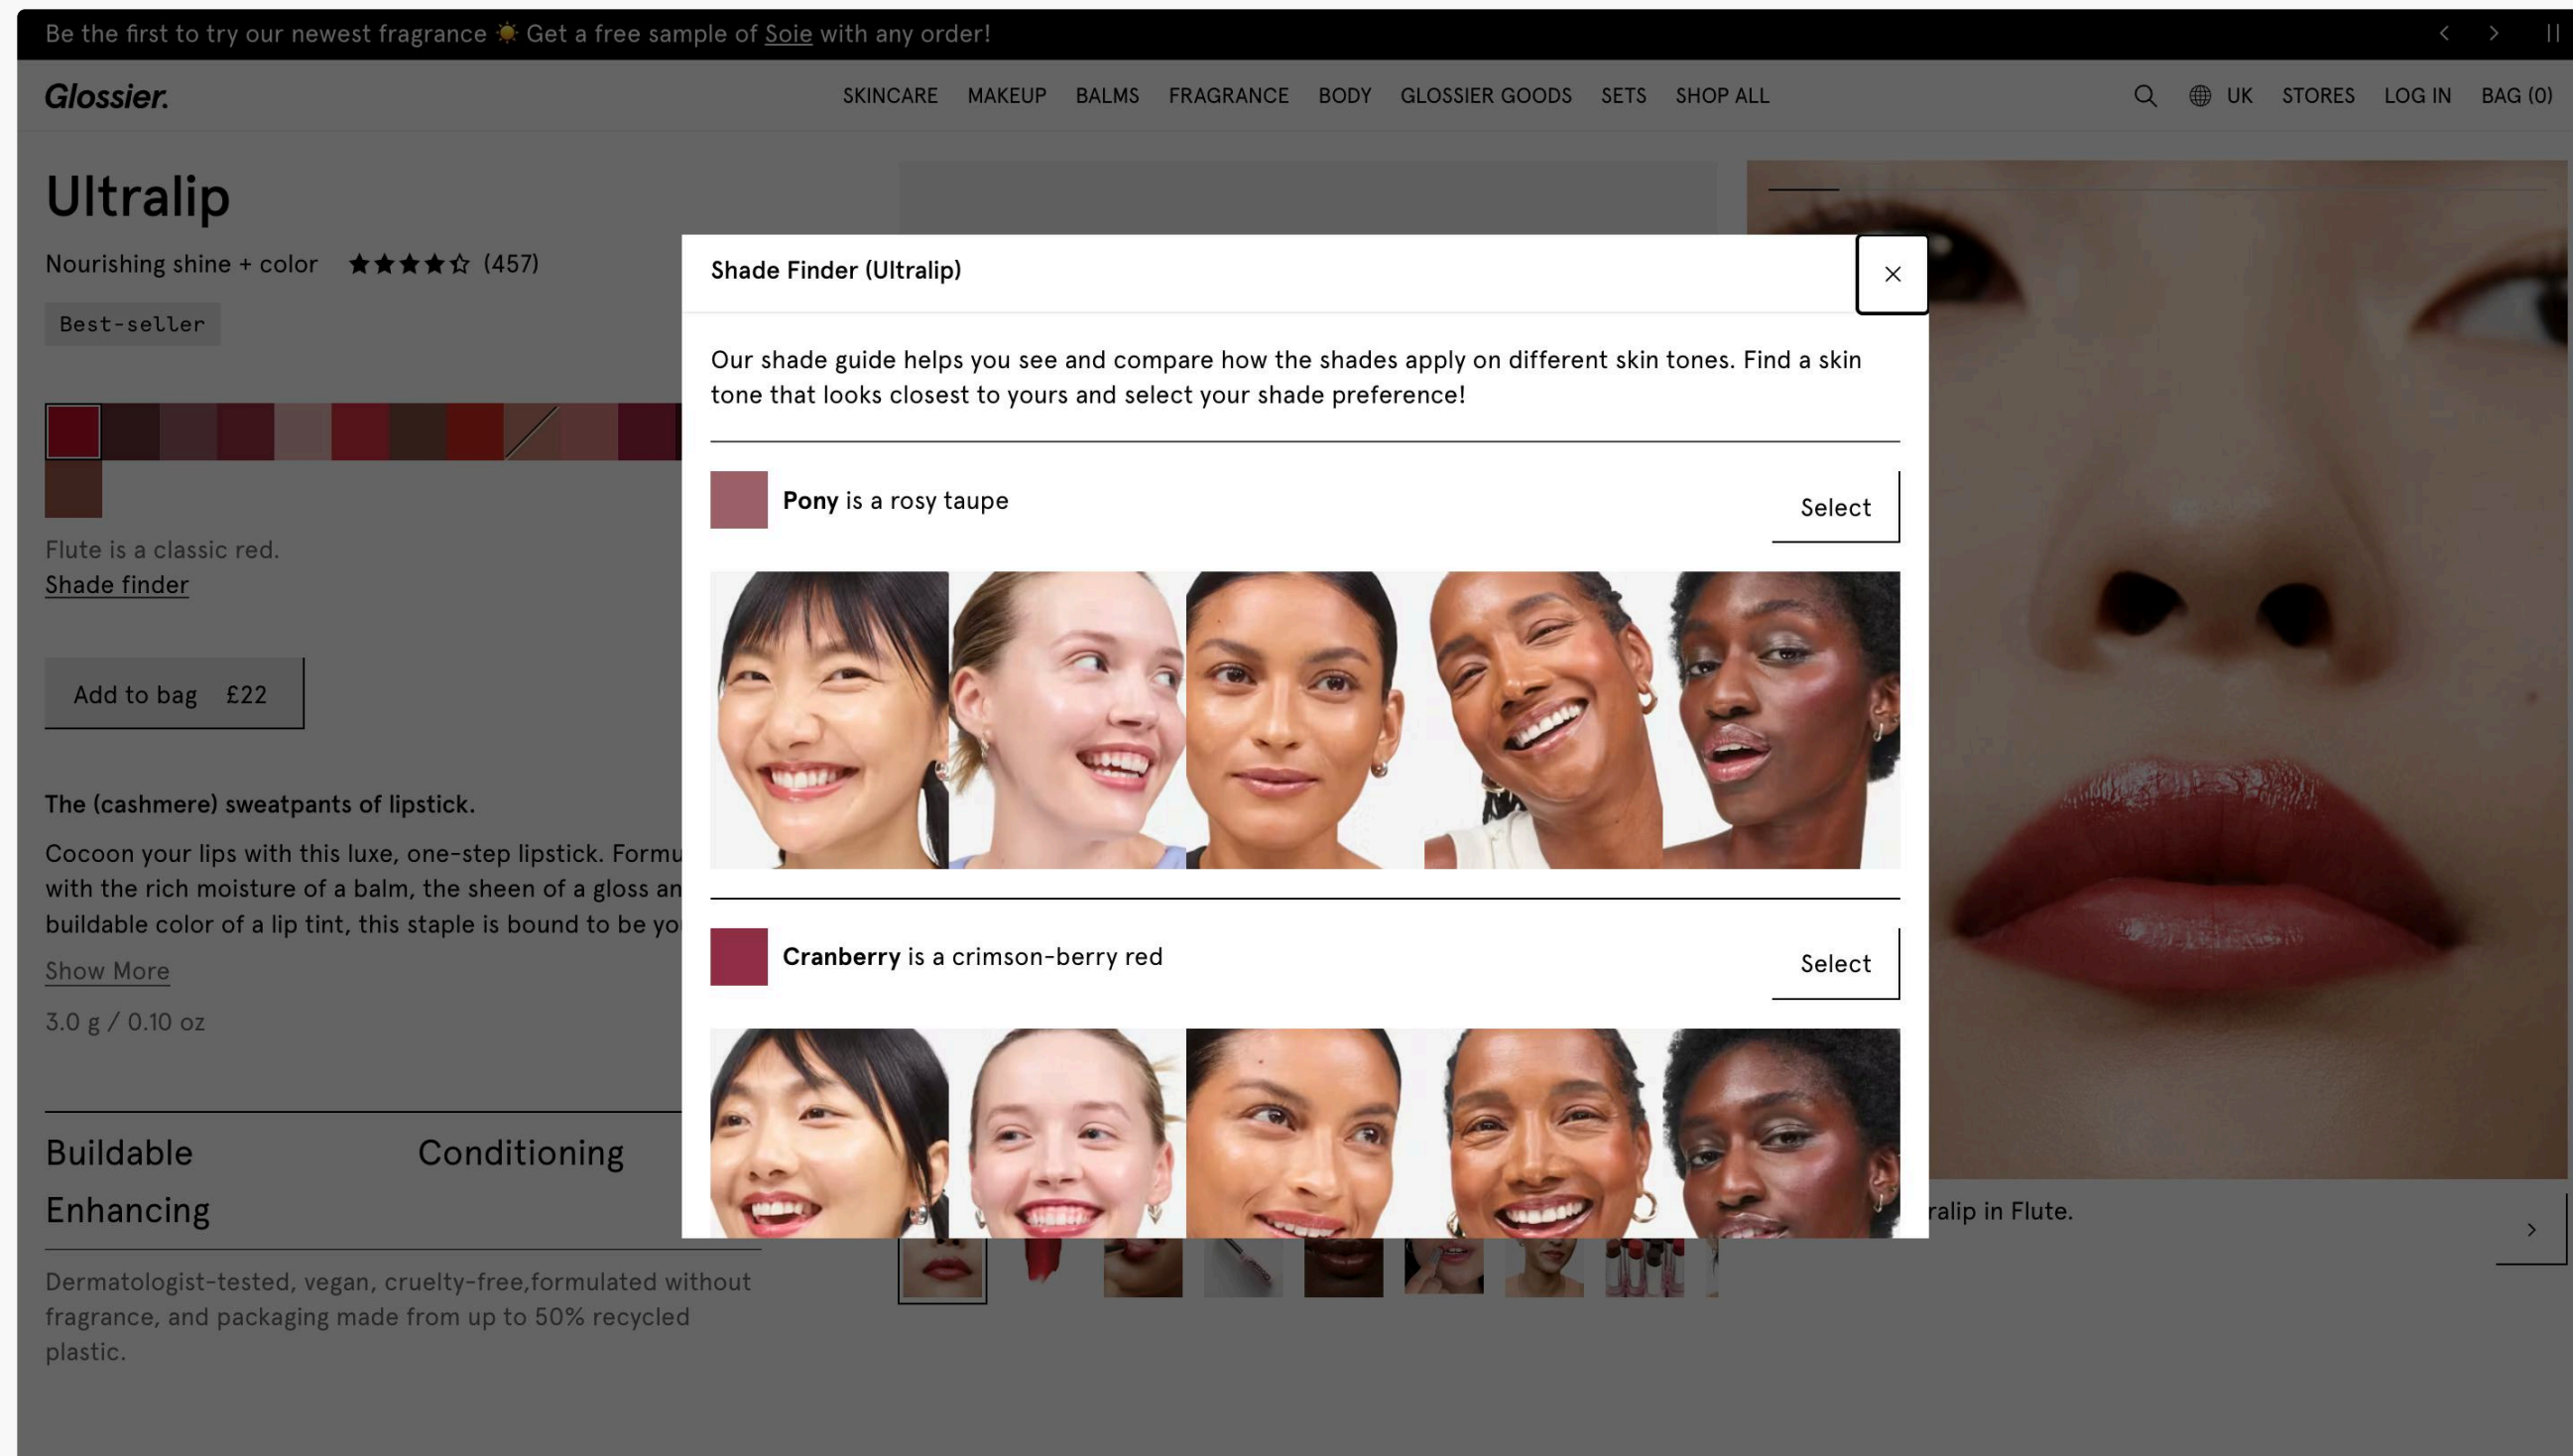 Be the first to try our newest fragrance ☀️ Get a free sample of Soie with any order!
Glossier.
SKINCARE MAKEUP BALMS FRAGRANCE BODY GLOSSIER GOODS SETS SHOP ALL
UK STORES LOG IN BAG (0)
Ultralip
Nourishing shine + color ★★★★☆ (457)
Best-seller
Flute is a classic red.
Shade finder
Add to bag £22
The (cashmere) sweatpants of lipstick.
Cocoon your lips with this luxe, one-step lipstick.
with the rich moisture of a balm, the sheen of a gloss
buildable color of a lip tint, this staple is bound to be
Show More
3.0 g / 0.10 oz
Buildable Conditioning
Enhancing
Dermatologist-tested, vegan, cruelty-free,formulated without
fragrance, and packaging made from up to 50% recycled
plastic.
Shade Finder (Ultralip)
Our shade guide helps you see and compare how the shades apply on different skin tones. Find a skin
tone that looks closest to yours and select your shade preference!
Pony is a rosy taupe
Select
Cranberry is a crimson-berry red
Select
in Flute.